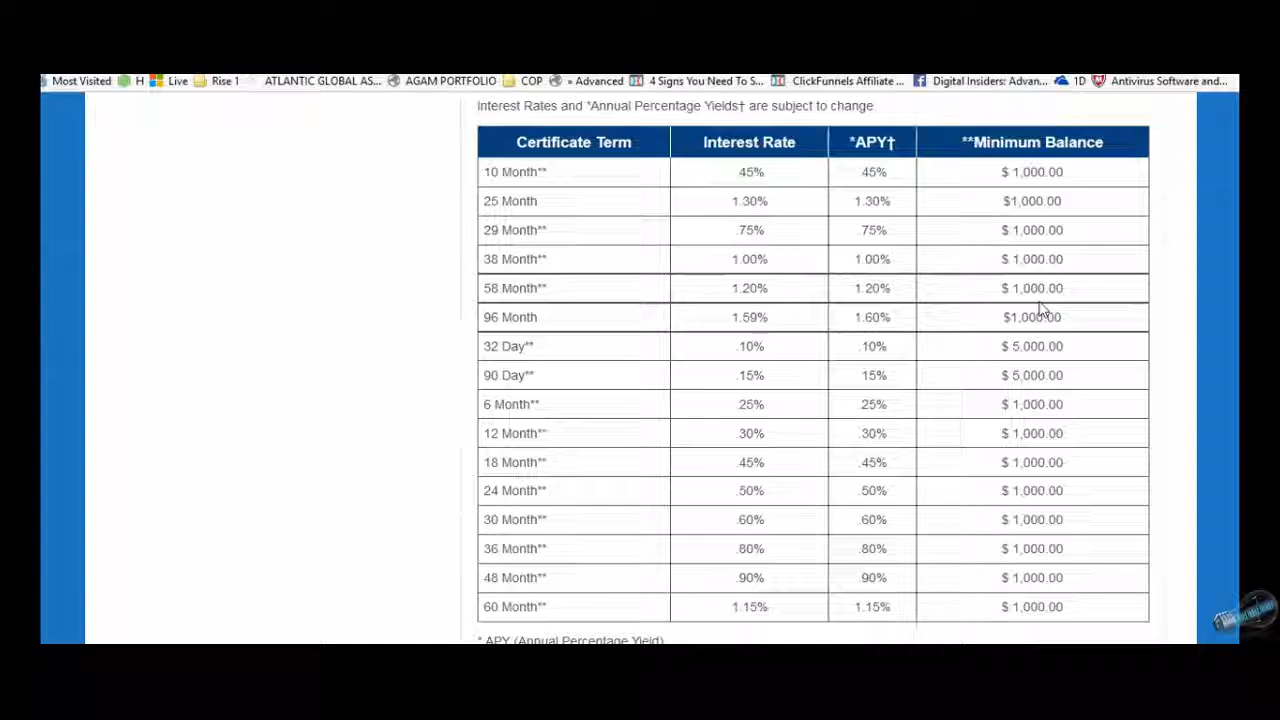 Most Visited H Live Rise 1 ATLANTIC GLOBAL AS... AGAM PORTFOLIO COP » Advanced 4 Signs You Need To S... ClickFunnels Affiliate ... Digital Insiders: Advan... 1D Antivirus Software and...
Interest Rates and *Annual Percentage Yields† are subject to change.
Certificate Term Interest Rate *APY† **Minimum Balance
10 Month** .45% .45% $ 1,000.00
25 Month 1.30% 1.30% $1,000.00
29 Month** .75% .75% $ 1,000.00
38 Month** 1.00% 1.00% $ 1,000.00
58 Month** 1.20% 1.20% $ 1,000.00
96 Month 1.59% 1.60% $1,000.00
32 Day** .10% .10% $ 5,000.00
90 Day** .15% .15% $ 5,000.00
6 Month** .25% .25% $ 1,000.00
12 Month** .30% .30% $ 1,000.00
18 Month** .45% .45% $ 1,000.00
24 Month** .50% .50% $ 1,000.00
30 Month** .60% .60% $ 1,000.00
36 Month** .80% .80% $ 1,000.00
48 Month** .90% .90% $ 1,000.00
60 Month** 1.15% 1.15% $ 1,000.00
* APY (Annual Percentage Yield)